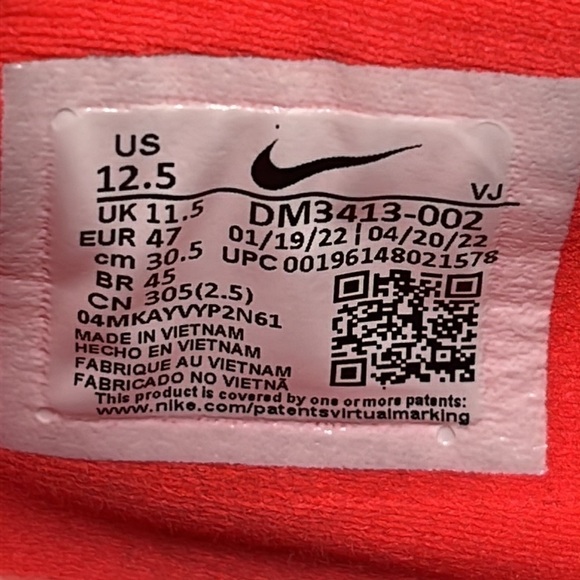 US
12.5
VJ
UK 11.5
DM3413-002
EUR 47
01/19/22 | 04/20/22
cm 30.5
UPC 00196148021578
BR 45
CN 305(2.5)
04MKAYVYP2N61
MADE IN VIETNAM
HECHO EN VIETNAM
FABRIQUE AU VIETNAM
FABRICADO NO VIETNÃ
This product is covered by one or more patents:
www.nike.com/patentsvirtualmarking